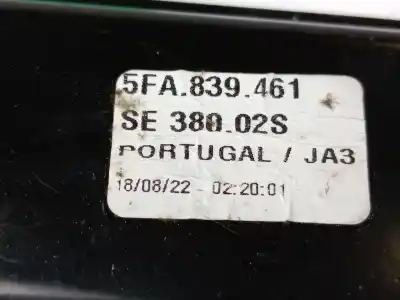 5FA.839.461
SE 380.02S
PORTUGAL / JA3
18/08/22 - 02:20:01